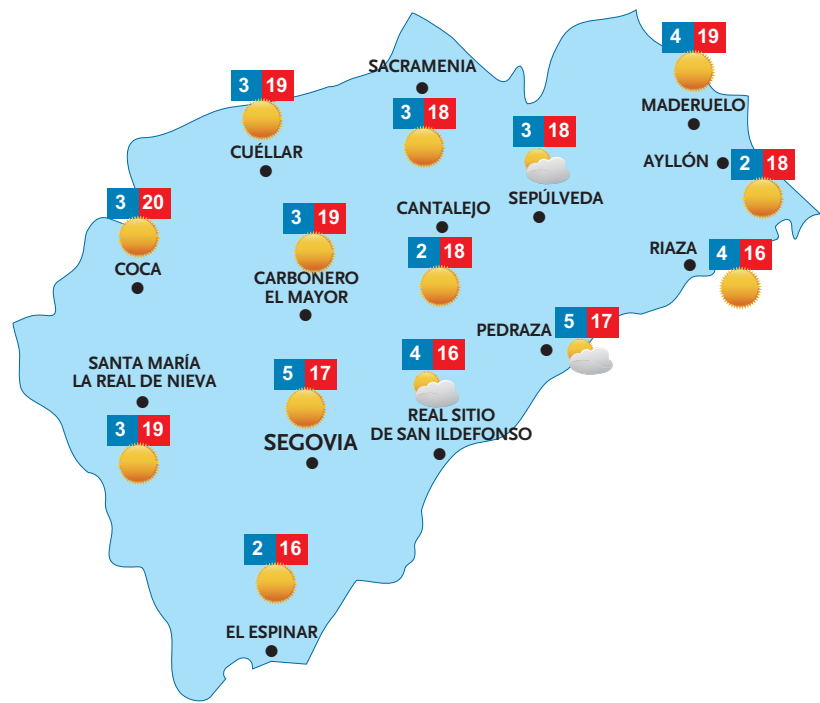 4 19
MADERUELO
SACRAMENIA
3 18
3 19
CUÉLLAR
3 18
SEPÚLVEDA
AYLLÓN
2 18
3 20
COCA
3 19
CARBONERO
EL MAYOR
CANTALEJO
2 18
RIAZA
4 16
PEDRAZA
5 17
SANTA MARÍA
LA REAL DE NIEVA
3 19
5 17
SEGOVIA
4 16
REAL SITIO
DE SAN ILDEFONSO
2 16
EL ESPINAR